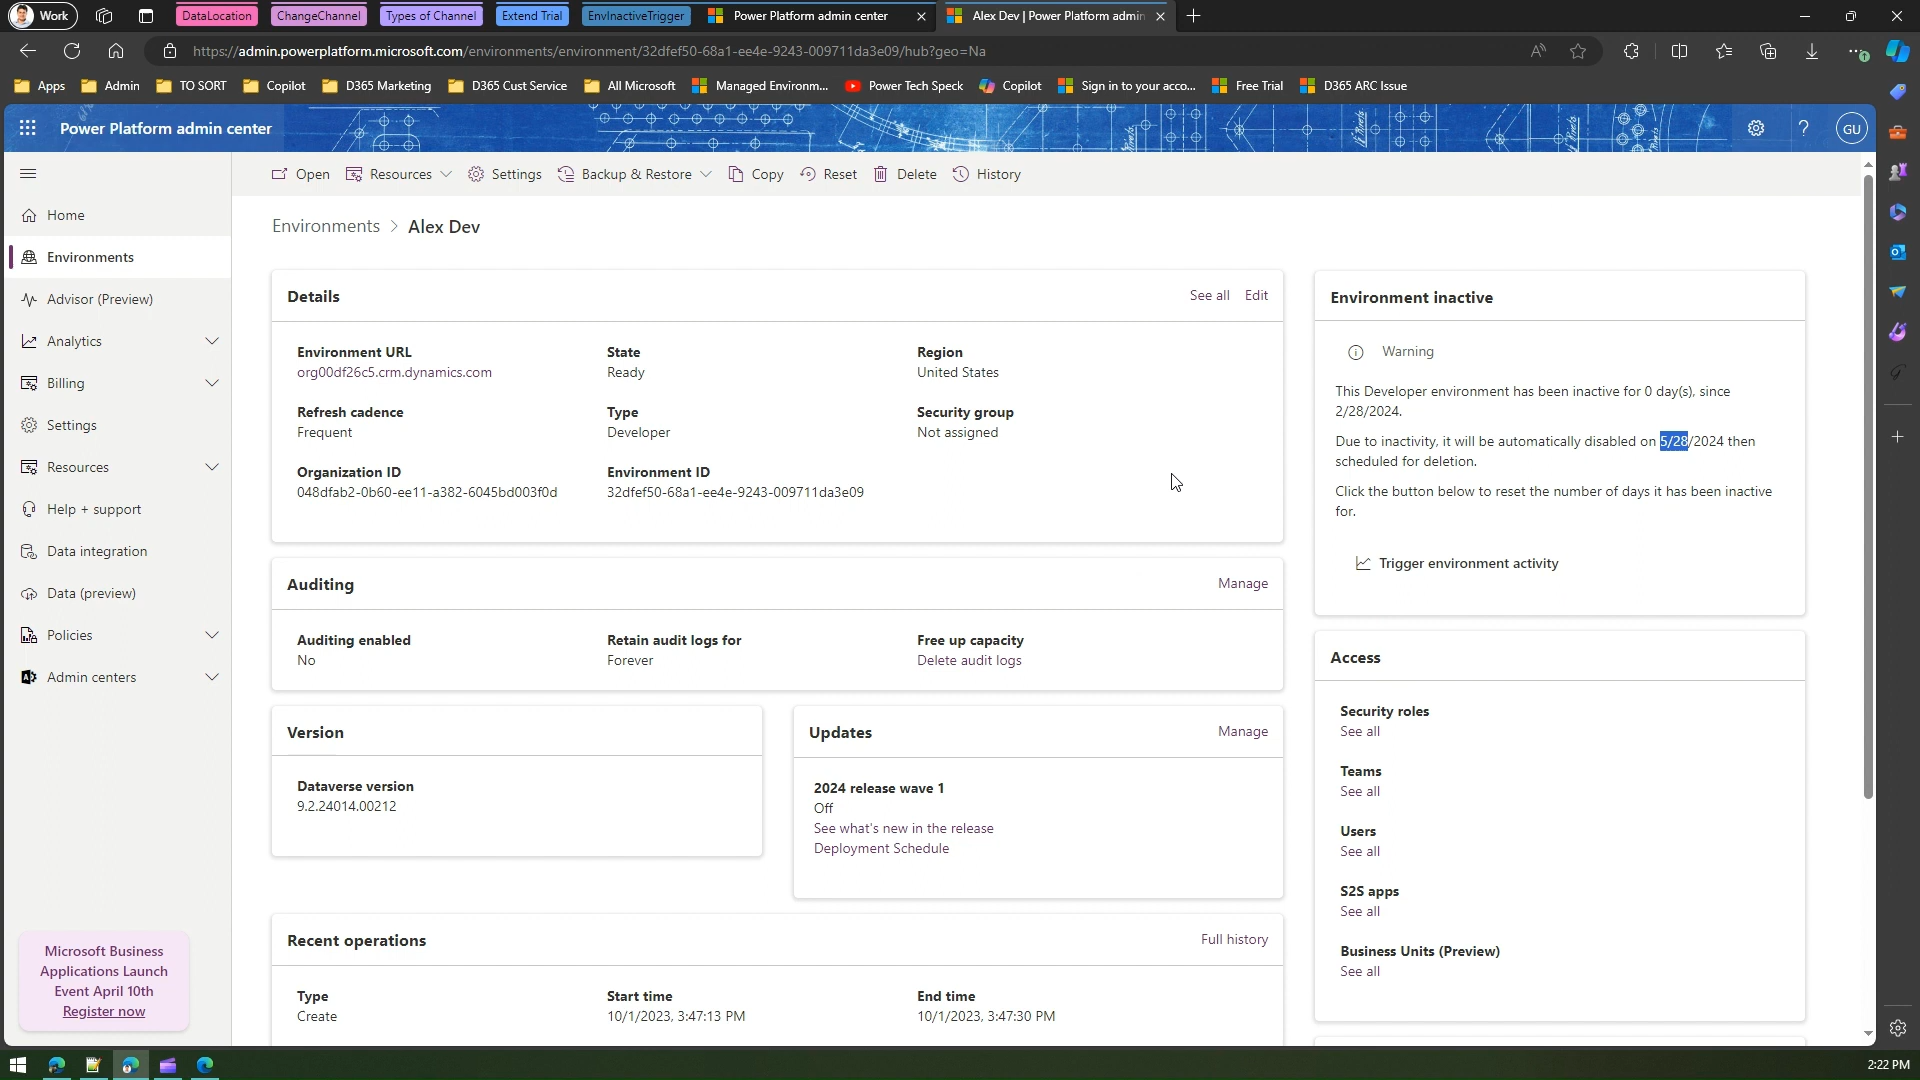 Work
DataLocation
ChangeChannel
Types of Channel
Extend Trial
EnvInactiveTrigger
Power Platform admin center
Alex Dev | Power Platform admin
https://admin.powerplatform.microsoft.com/environments/environment/32dfef50-68a1-ee4e-9243-009711da3e09/hub?geo=Na
Apps
Admin
TO SORT
Copilot
D365 Marketing
D365 Cust Service
All Microsoft
Managed Environm...
Power Tech Speck
Copilot
Sign in to your acco...
Free Trial
D365 ARC Issue
Power Platform admin center
?
GU
Open
Resources
Settings
Backup & Restore
Copy
Reset
Delete
History
Home
Environments
Advisor (Preview)
Analytics
Billing
Settings
Resources
Help + support
Data integration
Data (preview)
Policies
Admin centers
Microsoft Business
Applications Launch
Event April 10th
Register now
Environments > Alex Dev
Details
See all
Edit
Environment URL
org00df26c5.crm.dynamics.com
State
Ready
Region
United States
Refresh cadence
Frequent
Type
Developer
Security group
Not assigned
Organization ID
048dfab2-0b60-ee11-a382-6045bd003f0d
Environment ID
32dfef50-68a1-ee4e-9243-009711da3e09
Auditing
Manage
Auditing enabled
No
Retain audit logs for
Forever
Free up capacity
Delete audit logs
Version
Dataverse version
9.2.24014.00212
Updates
Manage
2024 release wave 1
Off
See what's new in the release
Deployment Schedule
Recent operations
Full history
Type
Create
Start time
10/1/2023, 3:47:13 PM
End time
10/1/2023, 3:47:30 PM
Environment inactive
Warning
This Developer environment has been inactive for 0 day(s), since
2/28/2024.
Due to inactivity, it will be automatically disabled on 5/28/2024 then
scheduled for deletion.
Click the button below to reset the number of days it has been inactive
for.
Trigger environment activity
Access
Security roles
See all
Teams
See all
Users
See all
S2S apps
See all
Business Units (Preview)
See all
2:22 PM